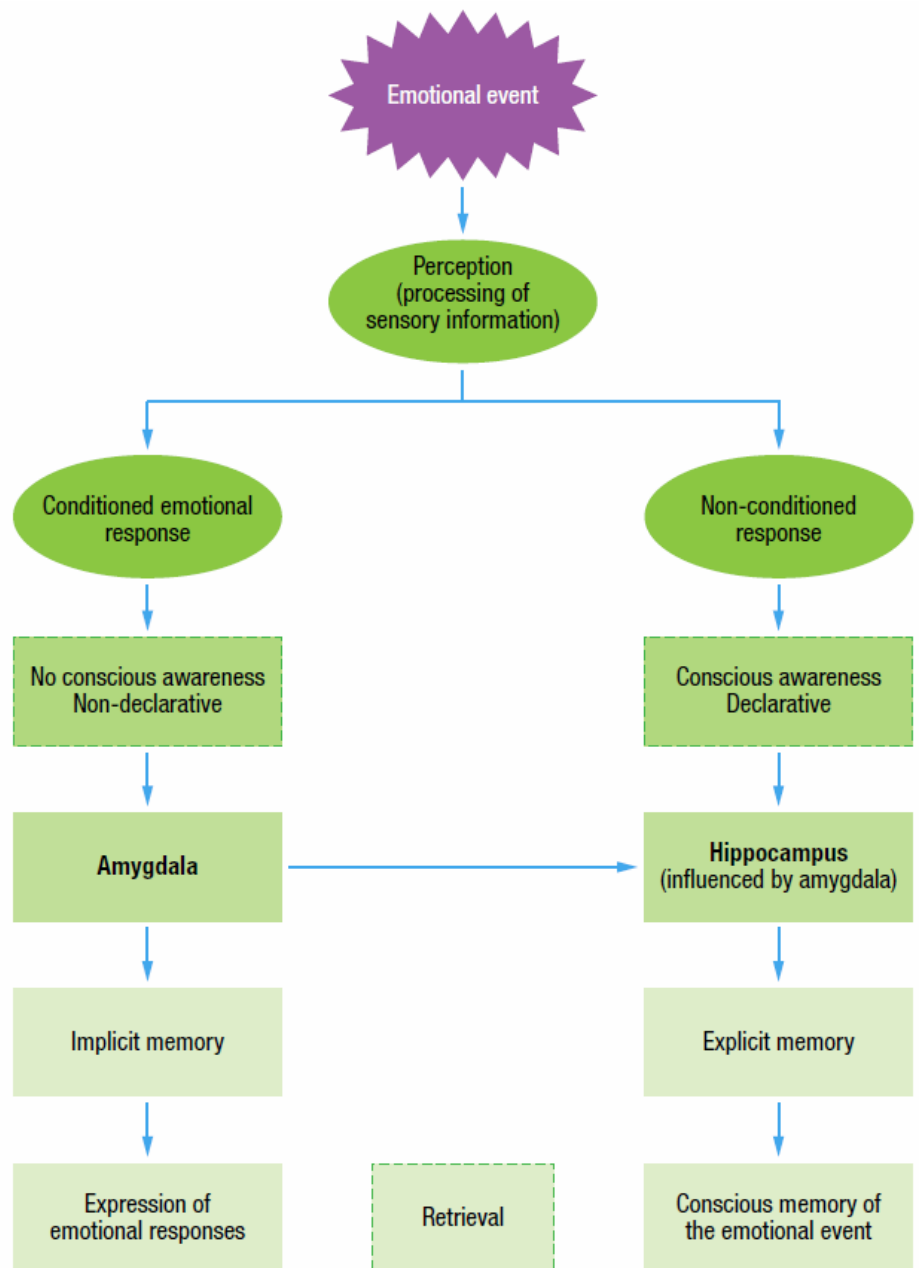 Emotional event
Perception
(processing of
sensory information)
Conditioned emotional
response
Non-conditioned
response
No conscious awareness
Non-declarative
Conscious awareness
Declarative
Amygdala
Hippocampus
(influenced by amygdala)
Implicit memory
Explicit memory
Expression of
emotional responses
Retrieval
Conscious memory of
the emotional event